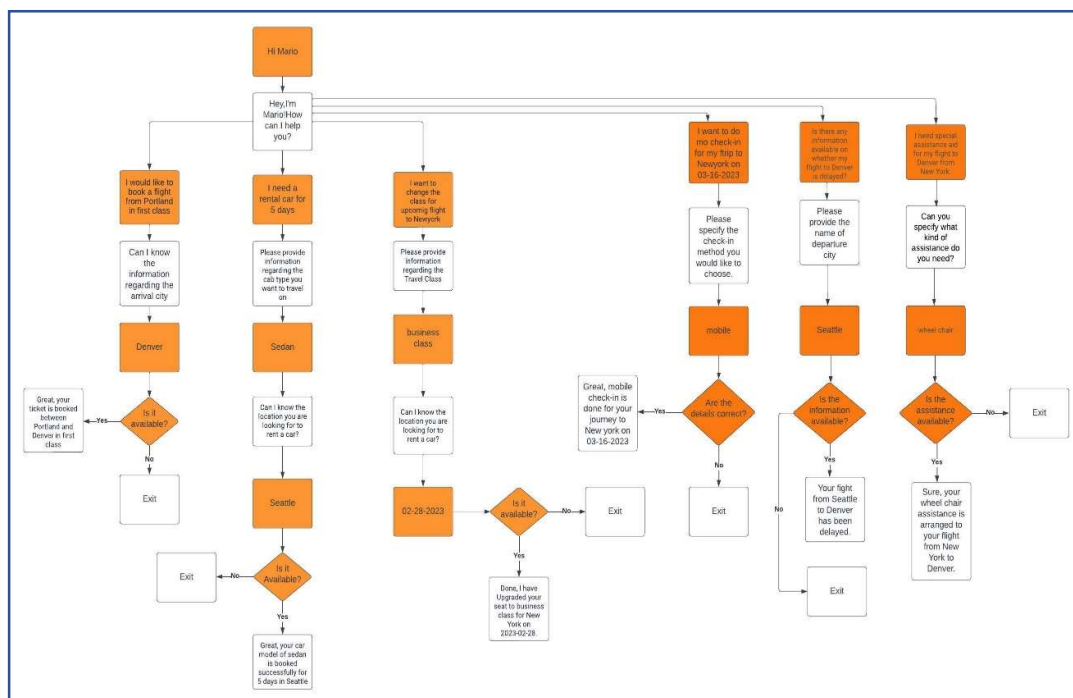 Hi Mario
Hey,I'm
Mario!How
can I help
you?
I would like to
book a flight
from Portland
in first class
Can I know
the
information
regarding the
arrival city
Denver
Is it
available?
Yes
Great, your
ticket is booked
between
Portland and
Denver in first
class
No
Exit
I need a
rental car for
5 days
Please provide
information
regarding the
cab type you
want to travel
on
Sedan
Can I know the
location you are
looking for to
rent a car?
Seattle
Is it
Available?
No
Exit
Yes
Great, your car
model of sedan
is booked
successfully for
5 days in Seattle
I want to
change the
class for
upcomig flight
to Newyork
Please provide
information
regarding the
Travel Class
business
class
Can I know the
location you are
looking for to
rent a car?
02-28-2023
Is it
available?
No
Exit
Yes
Done, I have
Upgraded your
seat to business
class for New
York on
2023-02-28.
I want to do
mo check-in
for my ftrip to
Newyork on
03-16-2023
Please
specify the
check-in
method you
would like to
choose.
mobile
Are the
details correct?
Yes
Great, mobile
check-in is
done for your
journey to
New york on
03-16-2023
No
Exit
Is there any
information
available on
whether my
flight to Denver
is delayed?
Please
provide the
name of
departure
city
Seattle
Is the
information
available?
Yes
Your fight
from Seattle
to Denver
has been
delayed.
No
Exit
I need special
assistance aid
for my flight to
Denver from
New York
Can you
specify what
kind of
assistance do
you need?
wheel chair
Is the
assistance
available?
No
Exit
Yes
Sure, your
wheel chair
assistance is
arranged to
your flight
from New
York to
Denver.